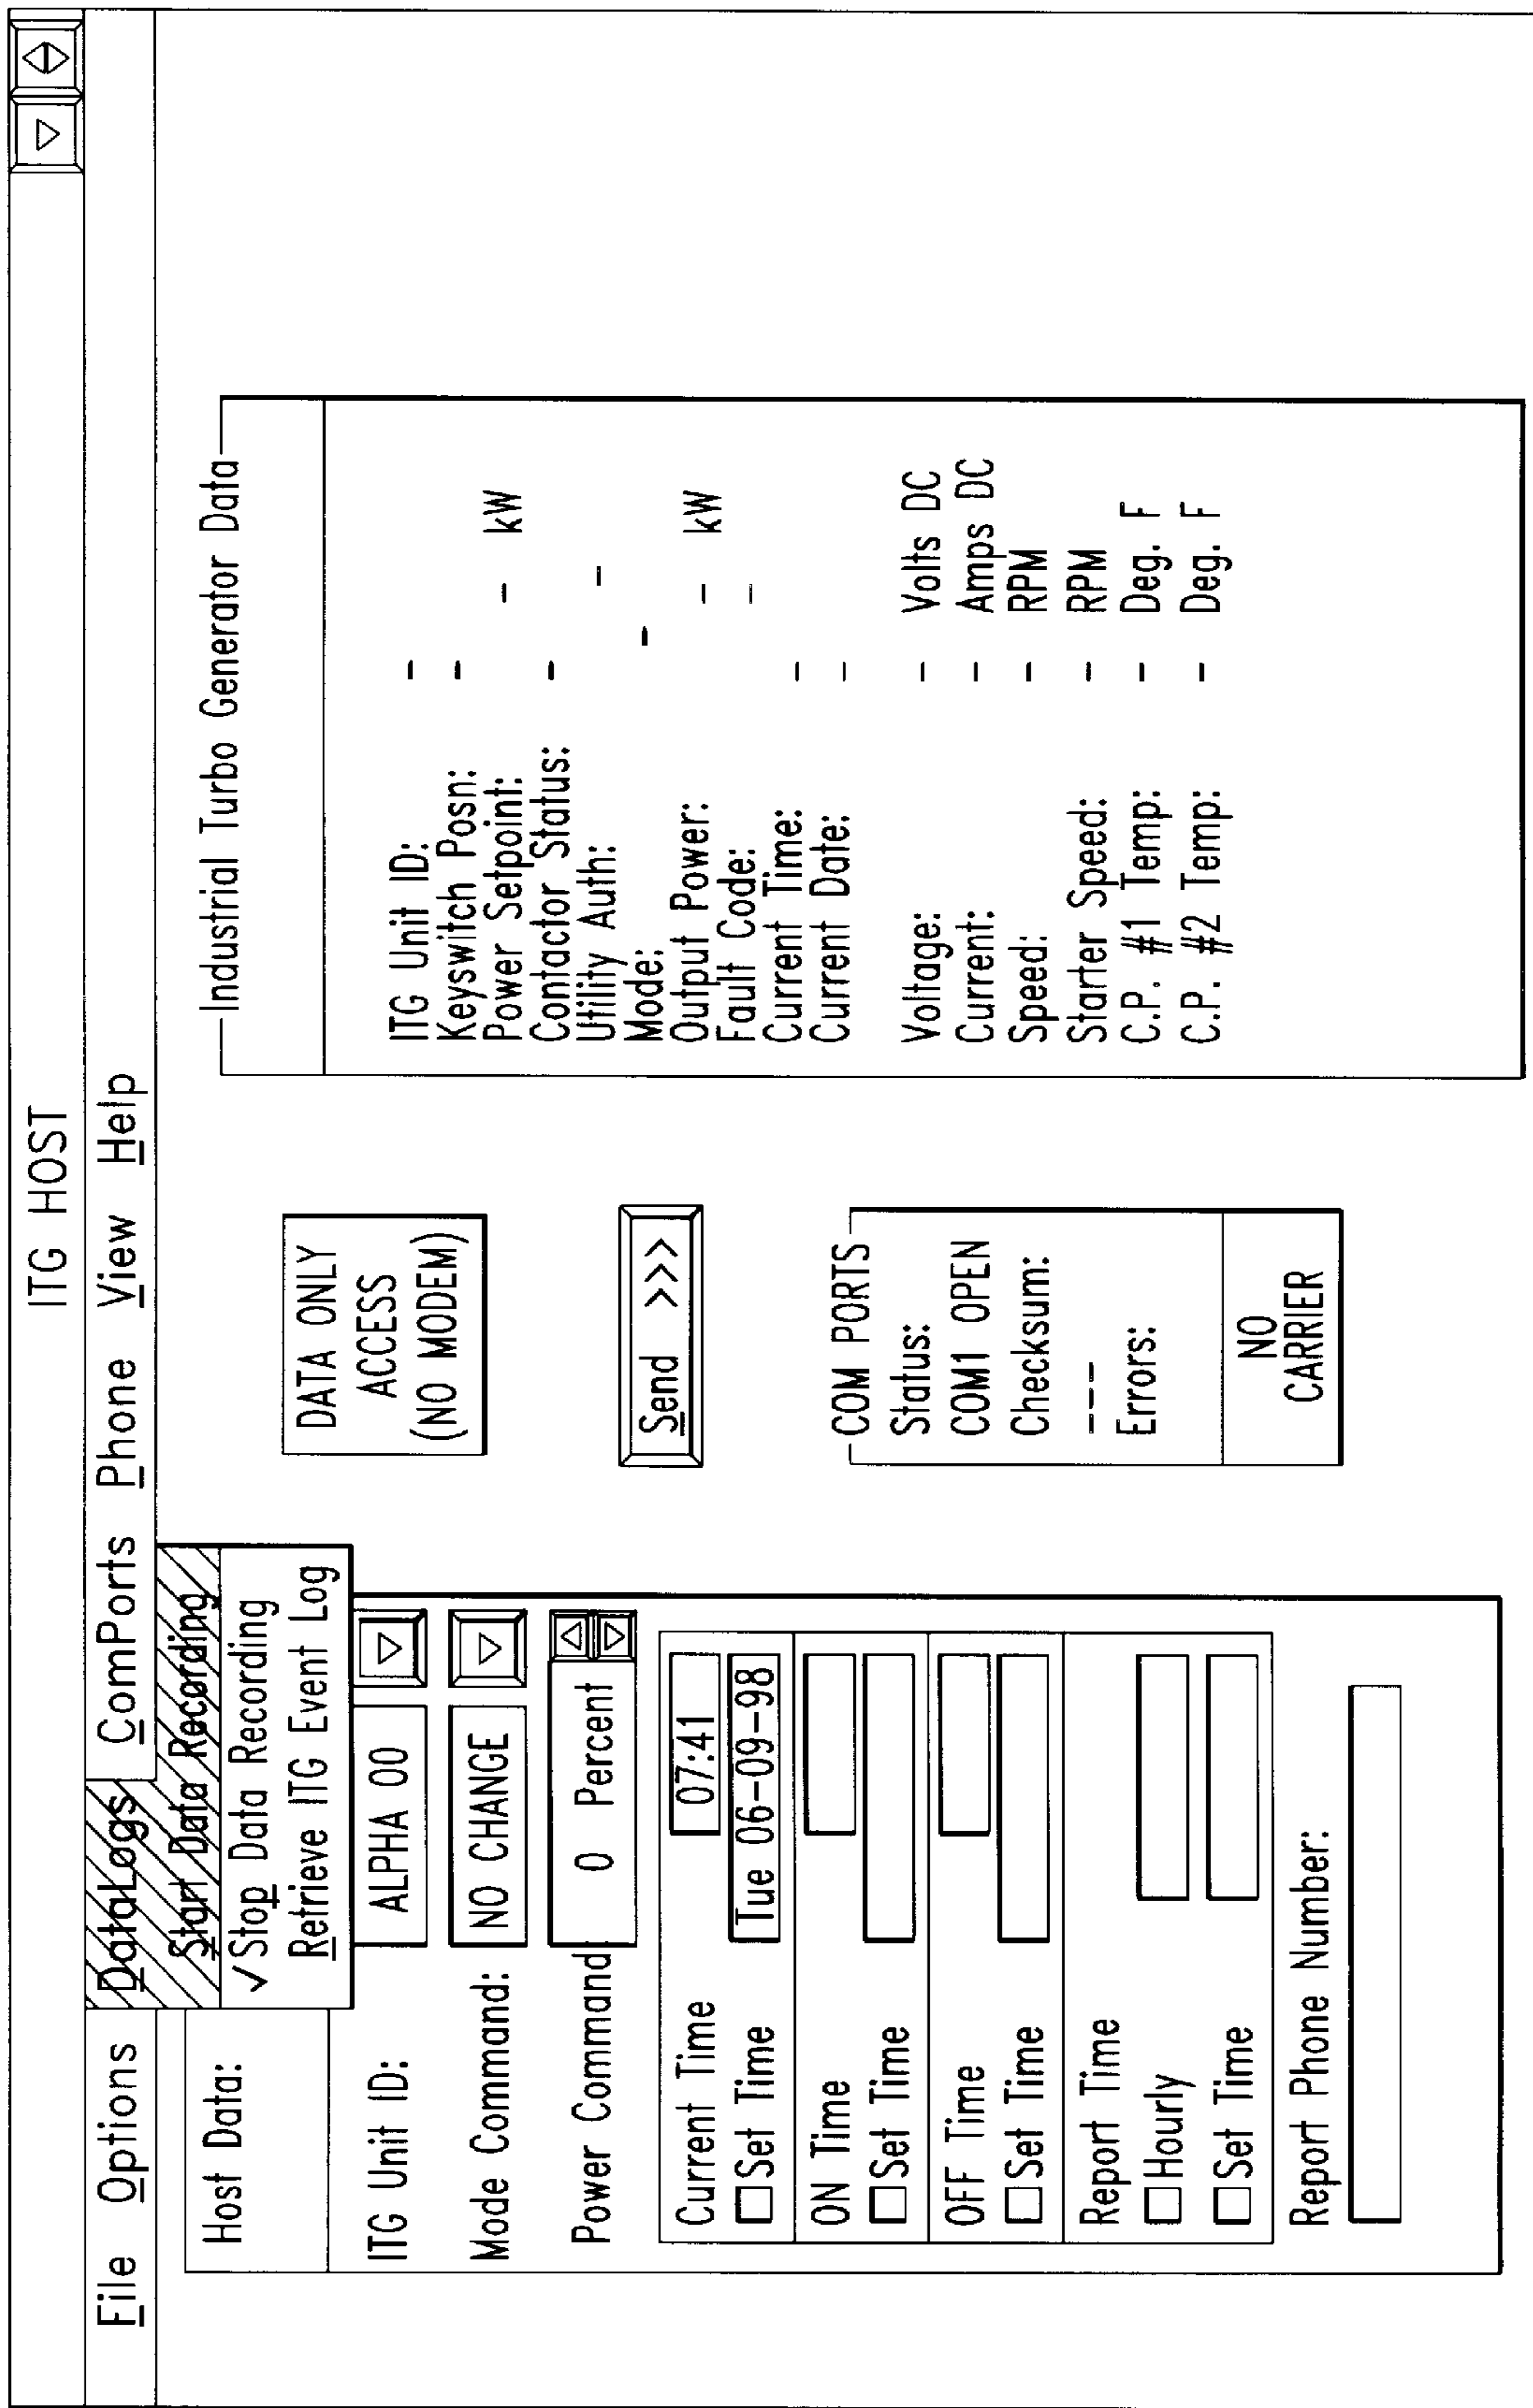 ITG HOST
File Options DataLogs ComPorts Phone View Help
Start Data Recording
✓Stop Data Recording
Retrieve ITG Event Log
Host Data:
ITG Unit ID: ALPHA 00
Mode Command: NO CHANGE
Power Command 0 Percent
Current Time 07:41
Set Time Tue 06-09-98
ON Time
Set Time
OFF Time
Set Time
Report Time
Hourly
Set Time
Report Phone Number:
DATA ONLY
ACCESS
(NO MODEM)
Send >>>
COM PORTS
Status:
COM1 OPEN
Checksum:
---
Errors:
NO
CARRIER
Industrial Turbo Generator Data
ITG Unit ID: -
Keyswitch Posn: -
Power Setpoint: - kW
Contactor Status: -
Utility Auth: -
Mode: -
Output Power: - kW
Fault Code: -
Current Time: -
Current Date: -
Voltage: - Volts DC
Current: - Amps DC
Speed: - RPM
Starter Speed: - RPM
C.P. #1 Temp: - Deg. F
C.P. #2 Temp: - Deg. F